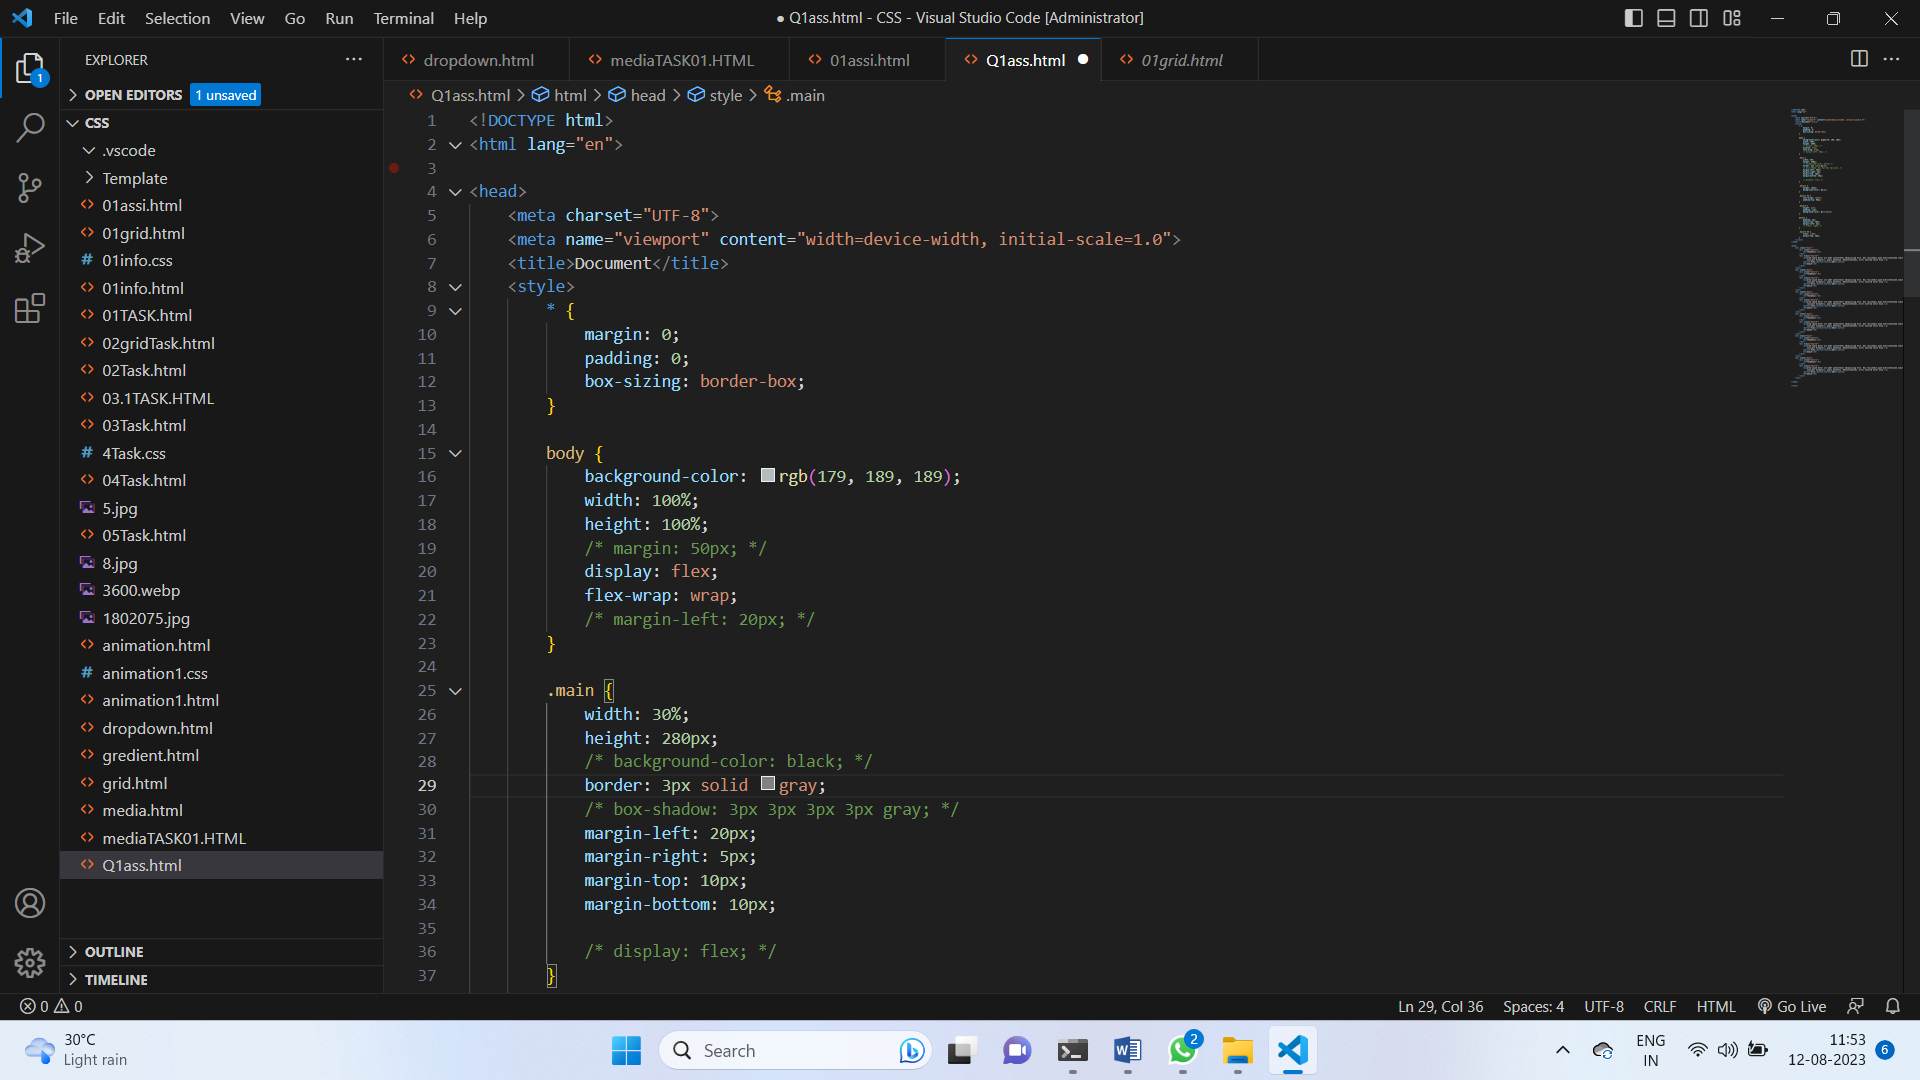 File Edit Selection View Go Run Terminal Help
● Q1ass.html - CSS - Visual Studio Code [Administrator]
EXPLORER
OPEN EDITORS 1 unsaved
CSS
.vscode
Template
01assi.html
01grid.html
01info.css
01info.html
01TASK.html
02gridTask.html
02Task.html
03.1TASK.HTML
03Task.html
4Task.css
04Task.html
5.jpg
05Task.html
8.jpg
3600.webp
1802075.jpg
animation.html
animation1.css
animation1.html
dropdown.html
gredient.html
grid.html
media.html
mediaTASK01.HTML
Q1ass.html
OUTLINE
TIMELINE
dropdown.html mediaTASK01.HTML 01assi.html Q1ass.html 01grid.html
Q1ass.html > html > head > style > .main
1 <!DOCTYPE html>
2 <html lang="en">
3
4 <head>
5 <meta charset="UTF-8">
6 <meta name="viewport" content="width=device-width, initial-scale=1.0">
7 <title>Document</title>
8 <style>
9 * {
10 margin: 0;
11 padding: 0;
12 box-sizing: border-box;
13 }
14
15 body {
16 background-color: rgb(179, 189, 189);
17 width: 100%;
18 height: 100%;
19 /* margin: 50px; */
20 display: flex;
21 flex-wrap: wrap;
22 /* margin-left: 20px; */
23 }
24
25 .main {
26 width: 30%;
27 height: 280px;
28 /* background-color: black; */
29 border: 3px solid gray;
30 /* box-shadow: 3px 3px 3px 3px gray; */
31 margin-left: 20px;
32 margin-right: 5px;
33 margin-top: 10px;
34 margin-bottom: 10px;
35
36 /* display: flex; */
37 }
0 0
Ln 29, Col 36 Spaces: 4 UTF-8 CRLF HTML Go Live
30°C
Light rain
Search
2
ENG
IN
11:53
12-08-2023
6
1